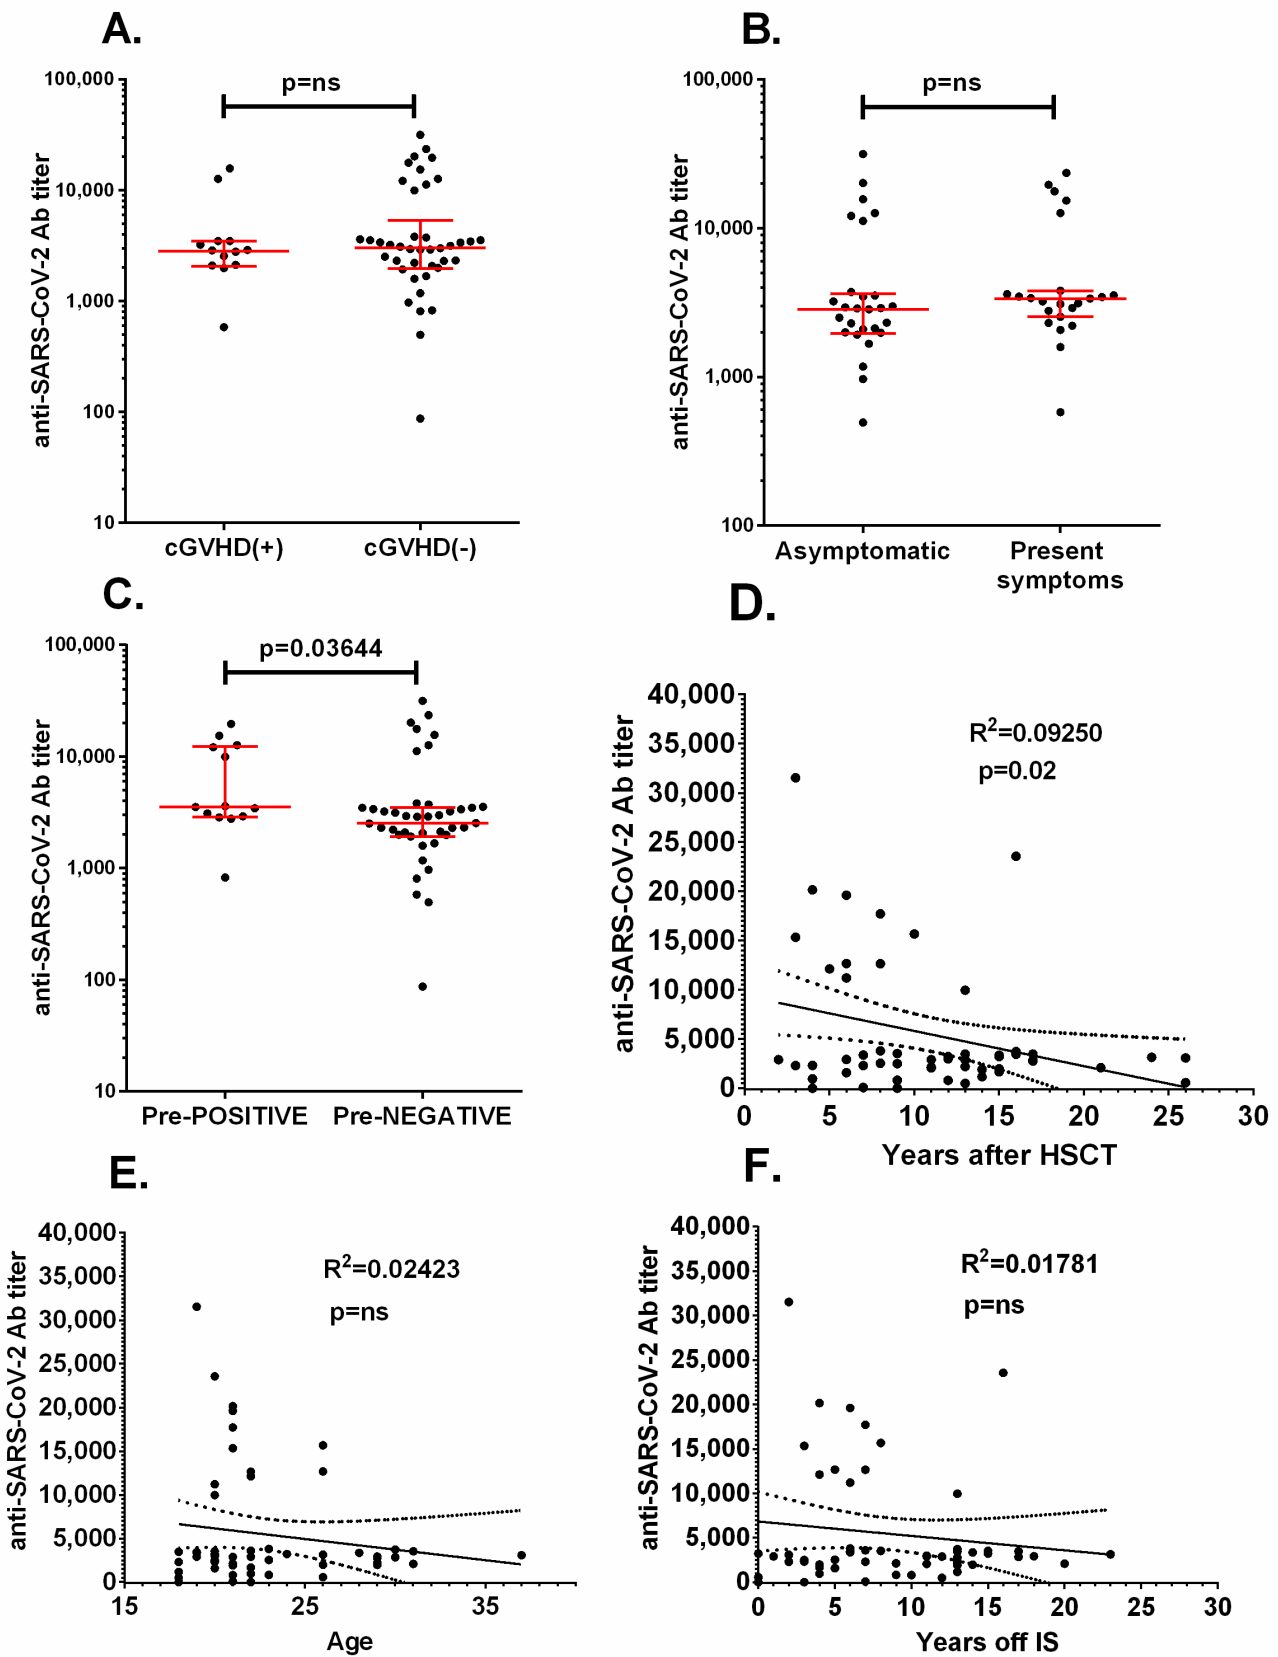 A.
p=ns
100,000
10,000
1,000
100
10
anti-SARS-CoV-2 Ab titer
cGVHD(+)
cGVHD(-)
B.
p=ns
100,000
10,000
1,000
100
anti-SARS-CoV-2 Ab titer
Asymptomatic
Present
symptoms
C.
p=0.03644
100,000
10,000
1,000
100
10
anti-SARS-CoV-2 Ab titer
Pre-POSITIVE
Pre-NEGATIVE
D.
R²=0.09250
p=0.02
40,000
35,000
30,000
25,000
20,000
15,000
10,000
5,000
0
anti-SARS-CoV-2 Ab titer
0 5 10 15 20 25 30
Years after HSCT
E.
R²=0.02423
p=ns
40,000
35,000
30,000
25,000
20,000
15,000
10,000
5,000
0
anti-SARS-CoV-2 Ab titer
15 25 35
Age
F.
R²=0.01781
p=ns
40,000
35,000
30,000
25,000
20,000
15,000
10,000
5,000
0
anti-SARS-CoV-2 Ab titer
0 5 10 15 20 25 30
Years off IS